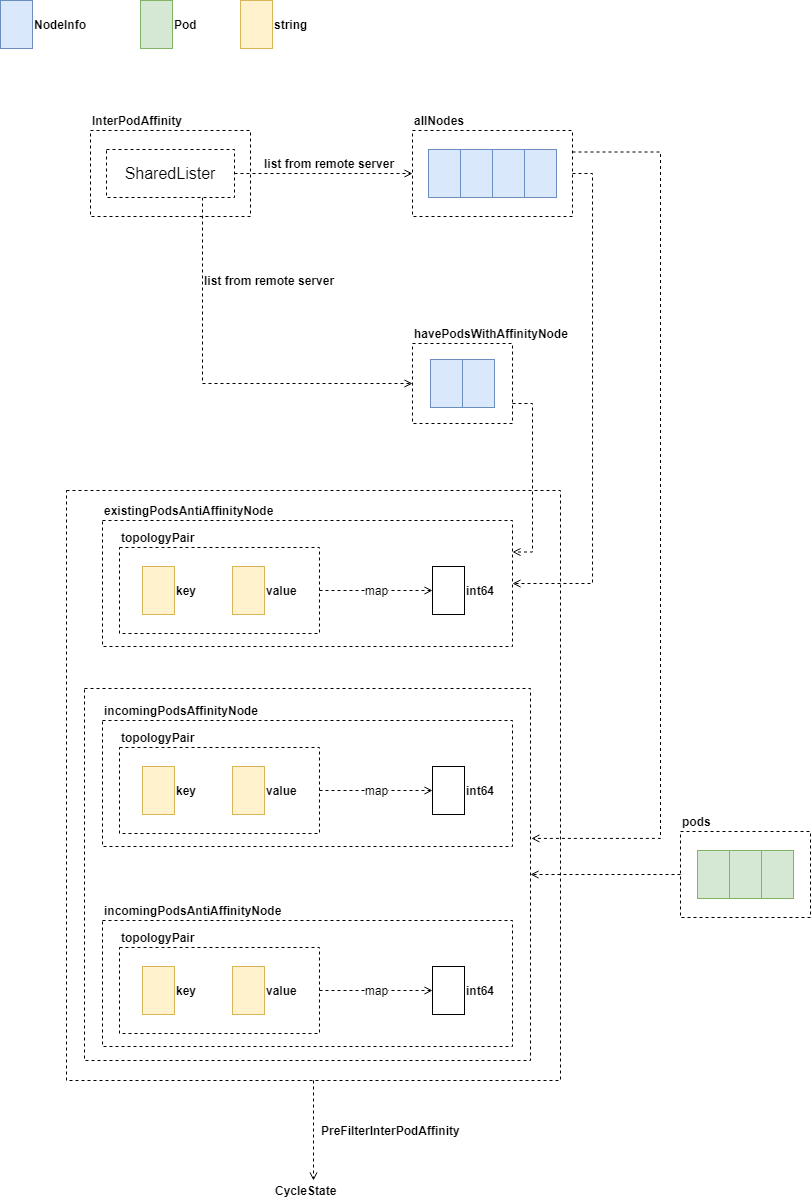 NodeInfo
Pod
string
InterPodAffinity
allNodes
SharedLister
list from remote server
list from remote server
havePodsWithAffinityNode
existingPodsAntiAffinityNode
topologyPair
key
value
map
int64
incomingPodsAffinityNode
topologyPair
key
value
map
int64
pods
incomingPodsAntiAffinityNode
topologyPair
key
value
map
int64
PreFilterInterPodAffinity
CycleState